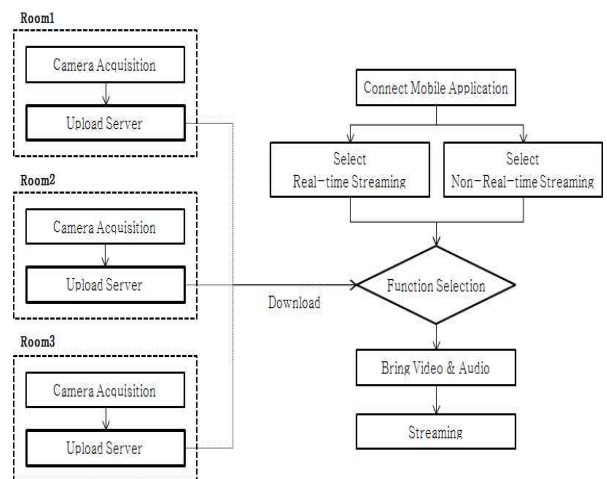 Room1
Camera Acquisition
Upload Server
Room2
Camera Acquisition
Upload Server
Room3
Camera Acquisition
Upload Server
Download
Connect Mobile Application
Select
Real-time Streaming
Select
Non-Real-time Streaming
Function Selection
Bring Video & Audio
Streaming